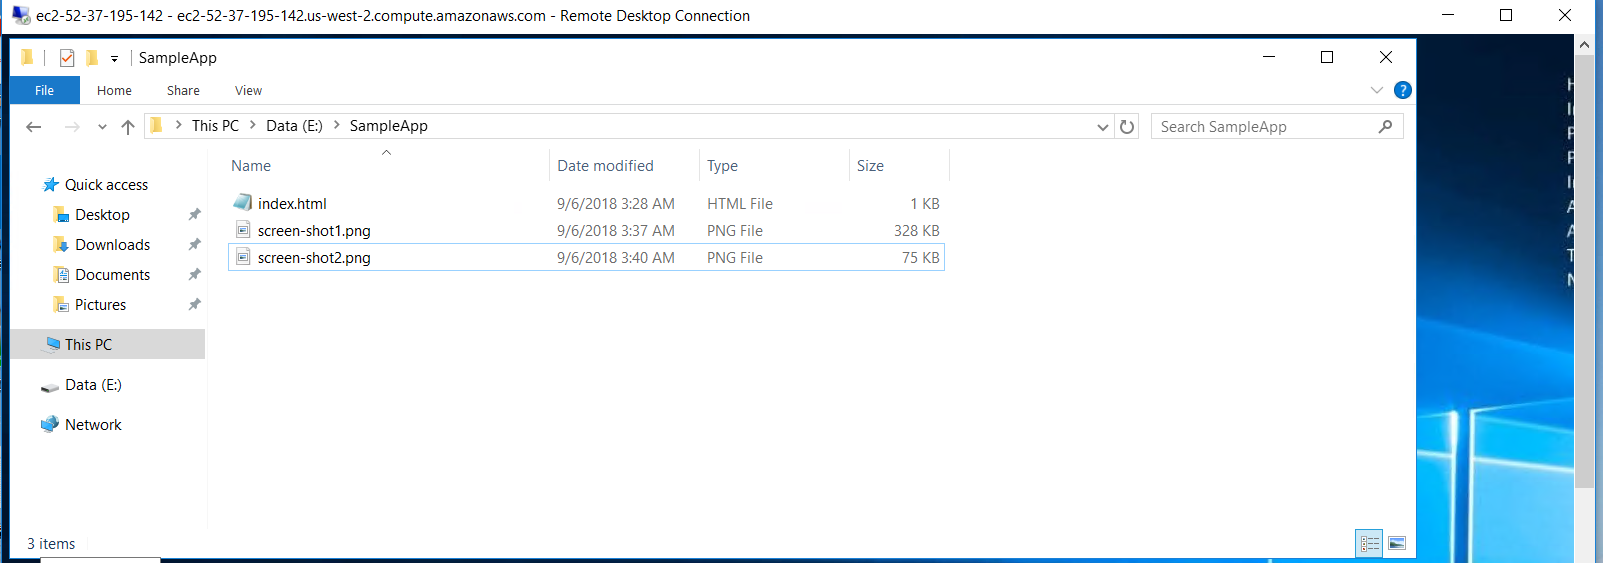 ec2-52-37-195-142 - ec2-52-37-195-142.us-west-2.compute.amazonaws.com - Remote Desktop Connection
SampleApp
File Home Share View
This PC > Data (E:) > SampleApp
Search SampleApp
Name Date modified Type Size
Quick access
Desktop
Downloads
Documents
Pictures
This PC
Data (E:)
Network
index.html 9/6/2018 3:28 AM HTML File 1 KB
screen-shot1.png 9/6/2018 3:37 AM PNG File 328 KB
screen-shot2.png 9/6/2018 3:40 AM PNG File 75 KB
3 items